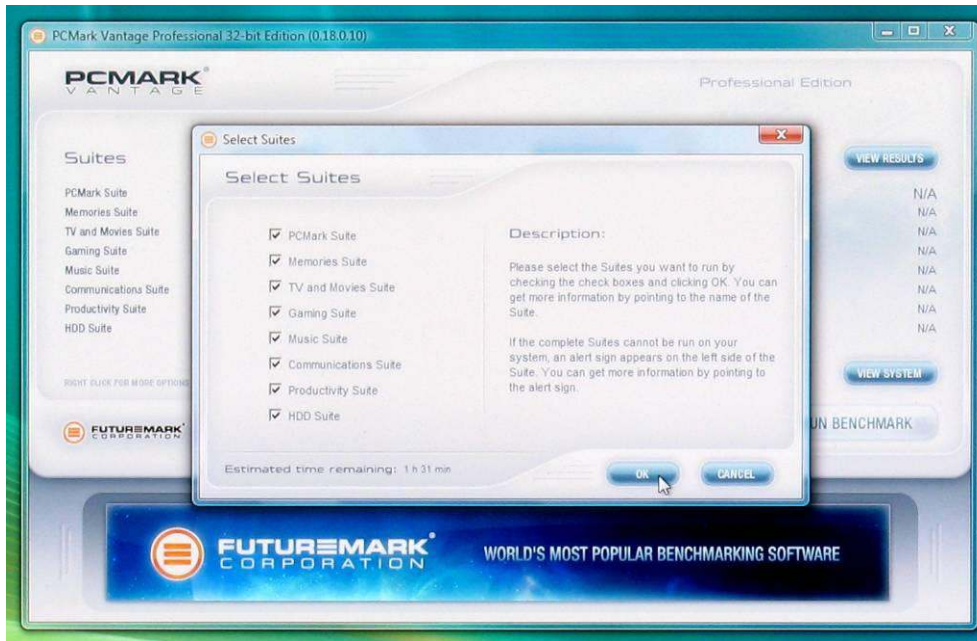 PCMark Vantage Professional 32-bit Edition (0.18.0.10)
PCMARK®
VANTAGE
Professional Edition
Suites
VIEW RESULTS
PCMark Suite N/A
Memories Suite N/A
TV and Movies Suite N/A
Gaming Suite N/A
Music Suite N/A
Communications Suite N/A
Productivity Suite N/A
HDD Suite N/A
RIGHT CLICK FOR MORE OPTIONS
VIEW SYSTEM
FUTUREMARK®
CORPORATION
UN BENCHMARK
Select Suites
Select Suites
PCMark Suite
Memories Suite
TV and Movies Suite
Gaming Suite
Music Suite
Communications Suite
Productivity Suite
HDD Suite
Description:
Please select the Suites you want to run by
checking the check boxes and clicking OK. You can
get more information by pointing to the name of the
Suite.
If the complete Suites cannot be run on your
system, an alert sign appears on the left side of the
Suite. You can get more information by pointing to
the alert sign.
Estimated time remaining: 1 h 31 min
OK
CANCEL
FUTUREMARK®
CORPORATION
WORLD'S MOST POPULAR BENCHMARKING SOFTWARE